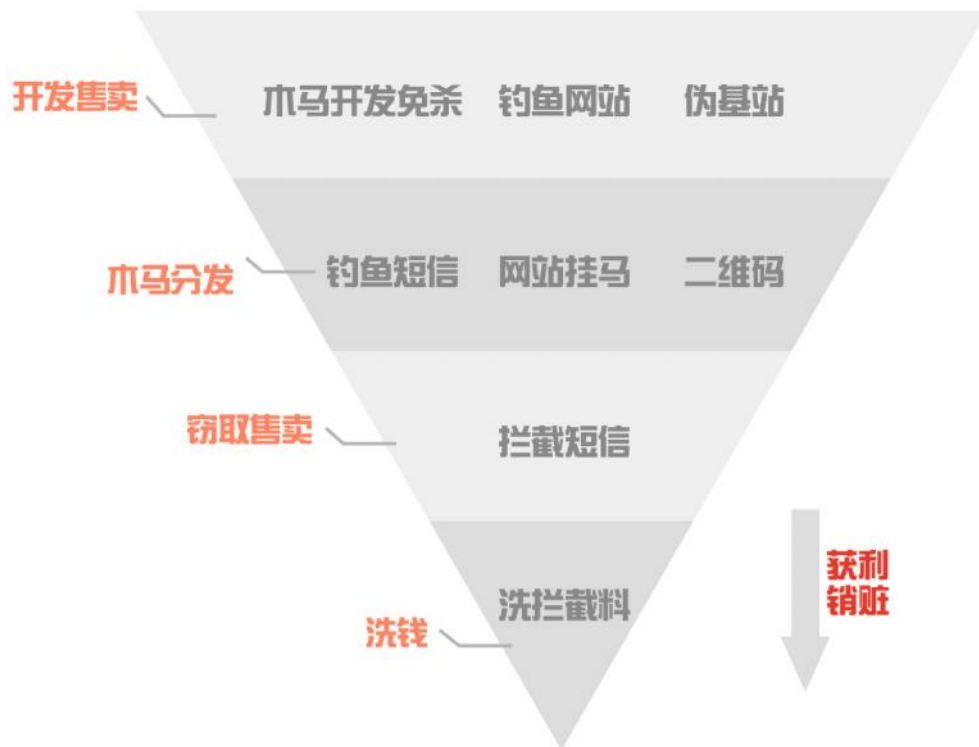 开发售卖 木马开发免杀 钓鱼网站 伪基站
木马分发 钓鱼短信 网站挂马 二维码
窃取售卖 拦截短信
获利
销赃
洗钱 洗拦截料